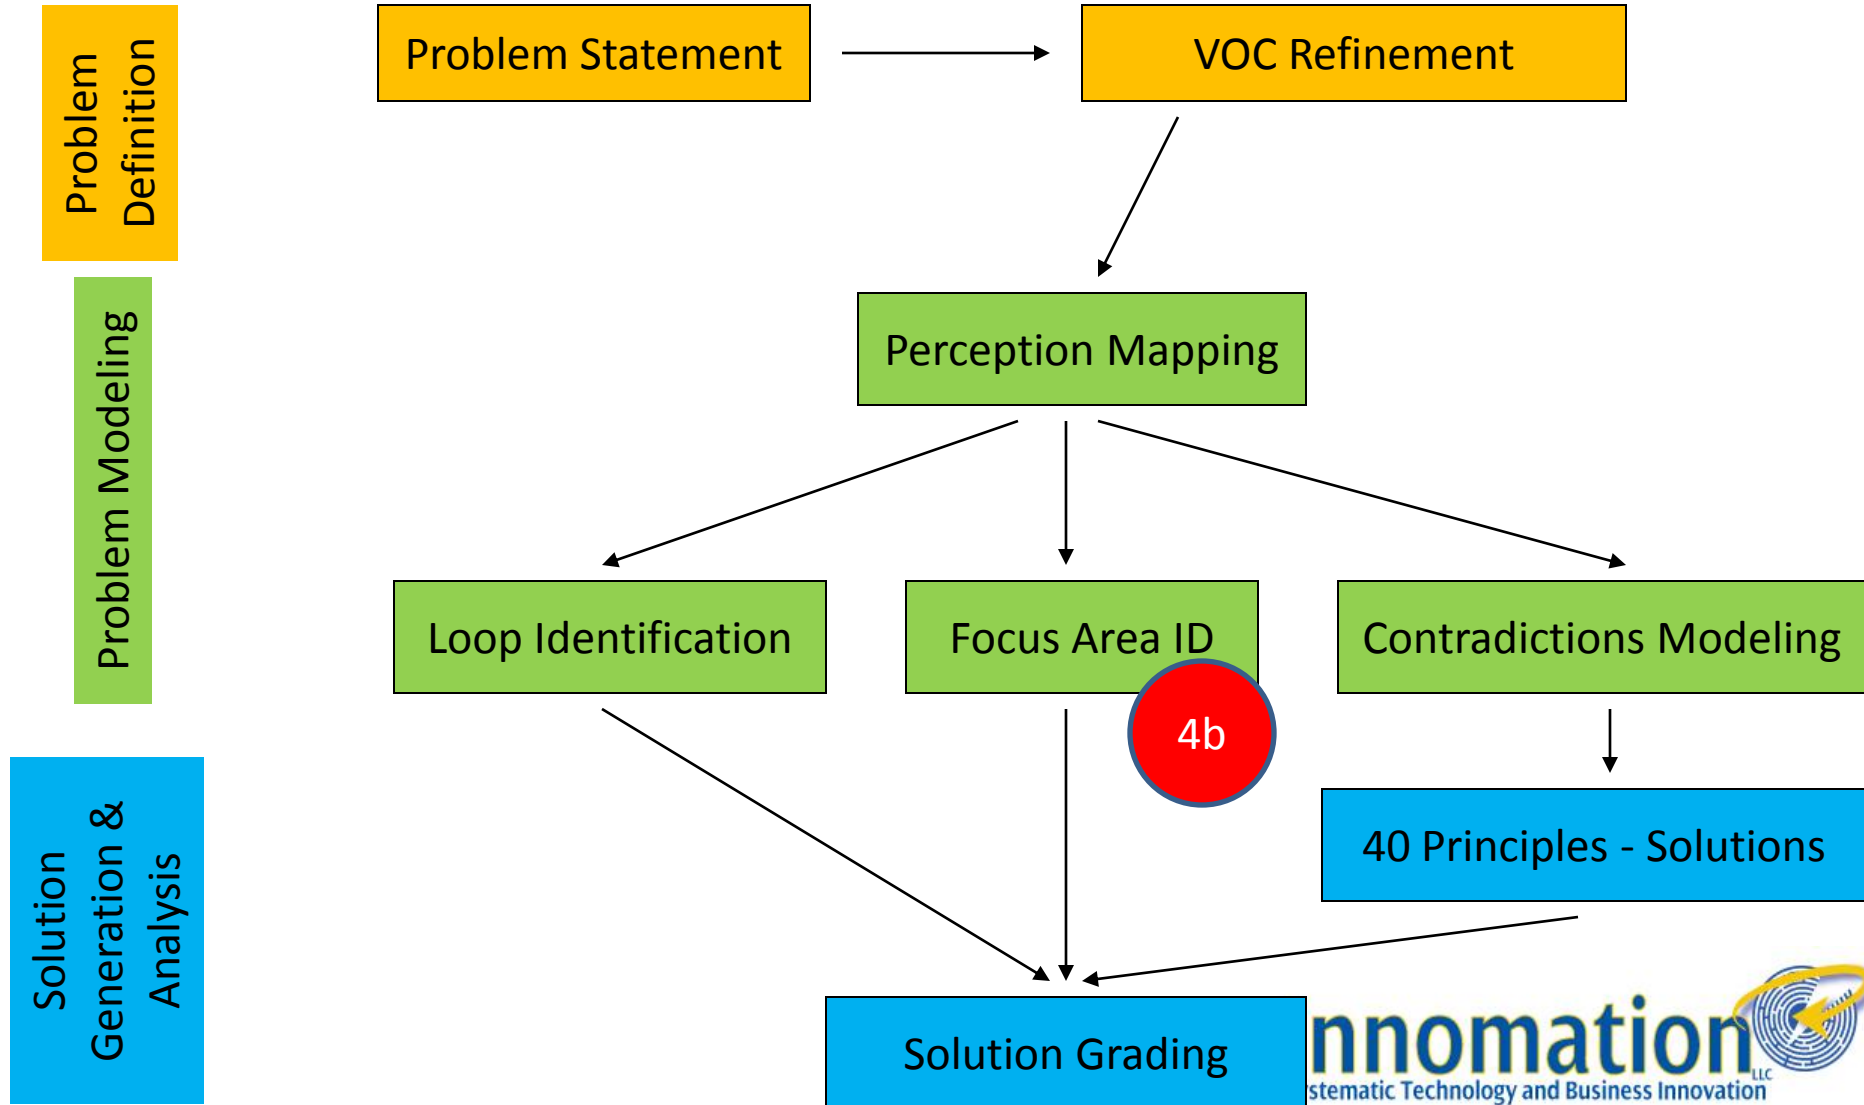 Problem
Definition
Problem Statement
VOC Refinement
Problem Modeling
Perception Mapping
Loop Identification
Focus Area ID
Contradictions Modeling
4b
Solution
Generation &
Analysis
40 Principles - Solutions
Solution Grading
nnomation
LLC
stematic Technology and Business Innovation